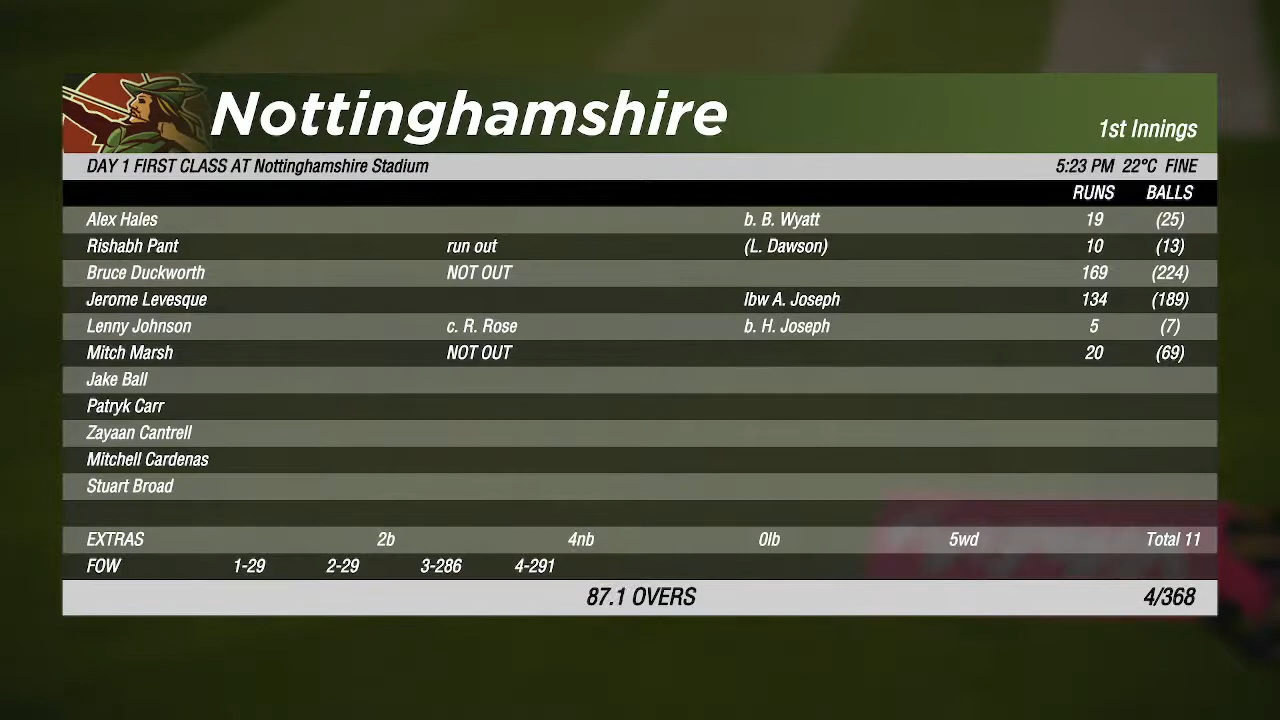 Nottinghamshire
1st Innings
DAY 1 FIRST CLASS AT Nottinghamshire Stadium 5:23 PM 22°C FINE
RUNS BALLS
Alex Hales b. B. Wyatt 19 (25)
Rishabh Pant run out (L. Dawson) 10 (13)
Bruce Duckworth NOT OUT 169 (224)
Jerome Levesque lbw A. Joseph 134 (189)
Lenny Johnson c. R. Rose b. H. Joseph 5 (7)
Mitch Marsh NOT OUT 20 (69)
Jake Ball
Patryk Carr
Zayaan Cantrell
Mitchell Cardenas
Stuart Broad
EXTRAS 2b 4nb 0lb 5wd Total 11
FOW 1-29 2-29 3-286 4-291
87.1 OVERS 4/368